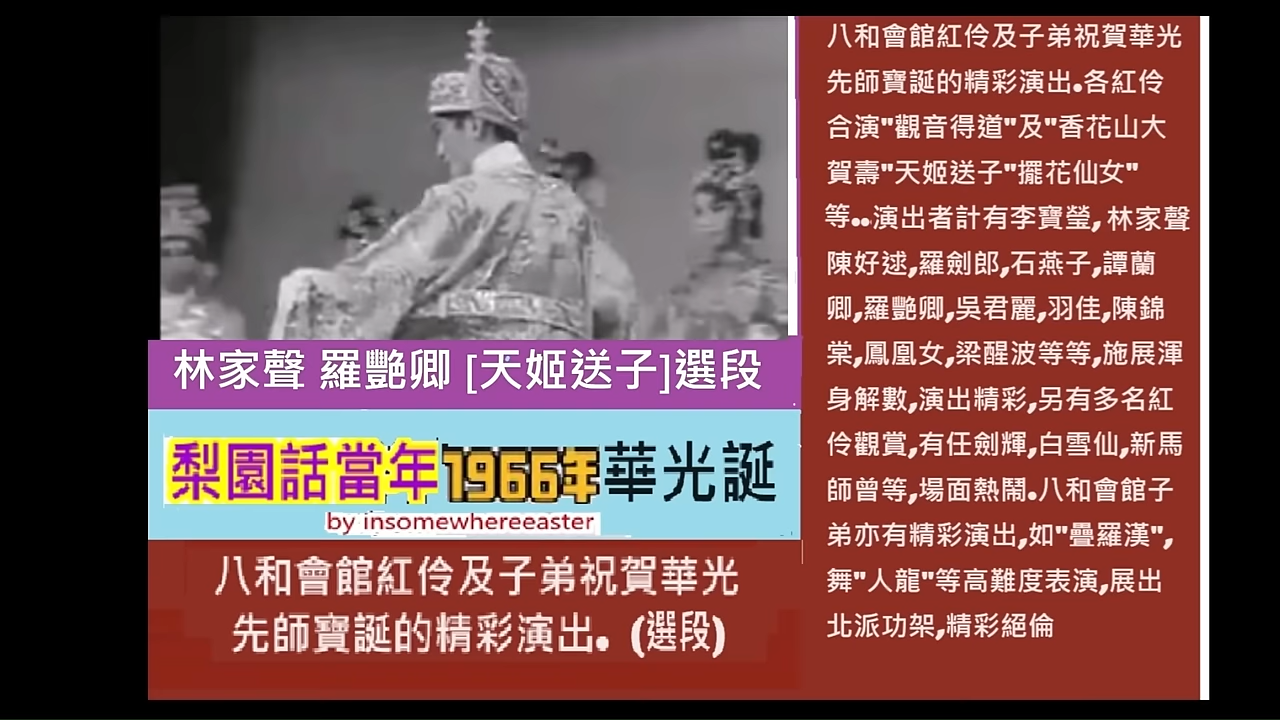 林家聲 羅艷卿 [天姬送子]選段
梨園話當年1966年華光誕
by insomewhereeaster
八和會館紅伶及子弟祝賀華光
先師寶誕的精彩演出. (選段)
八和會館紅伶及子弟祝賀華光
先師寶誕的精彩演出.各紅伶
合演"觀音得道"及"香花山大
賀壽"天姬送子"擺花仙女"
等..演出者計有李寶瑩, 林家聲
陳好逑,羅劍郎,石燕子,譚蘭
卿,羅艷卿,吳君麗,羽佳,陳錦
棠,鳳凰女,梁醒波等等,施展渾
身解數,演出精彩,另有多名紅
伶觀賞,有任劍輝,白雪仙,新馬
師曾等,場面熱鬧.八和會館子
弟亦有精彩演出,如"疊羅漢",
舞"人龍"等高難度表演,展出
北派功架,精彩絕倫